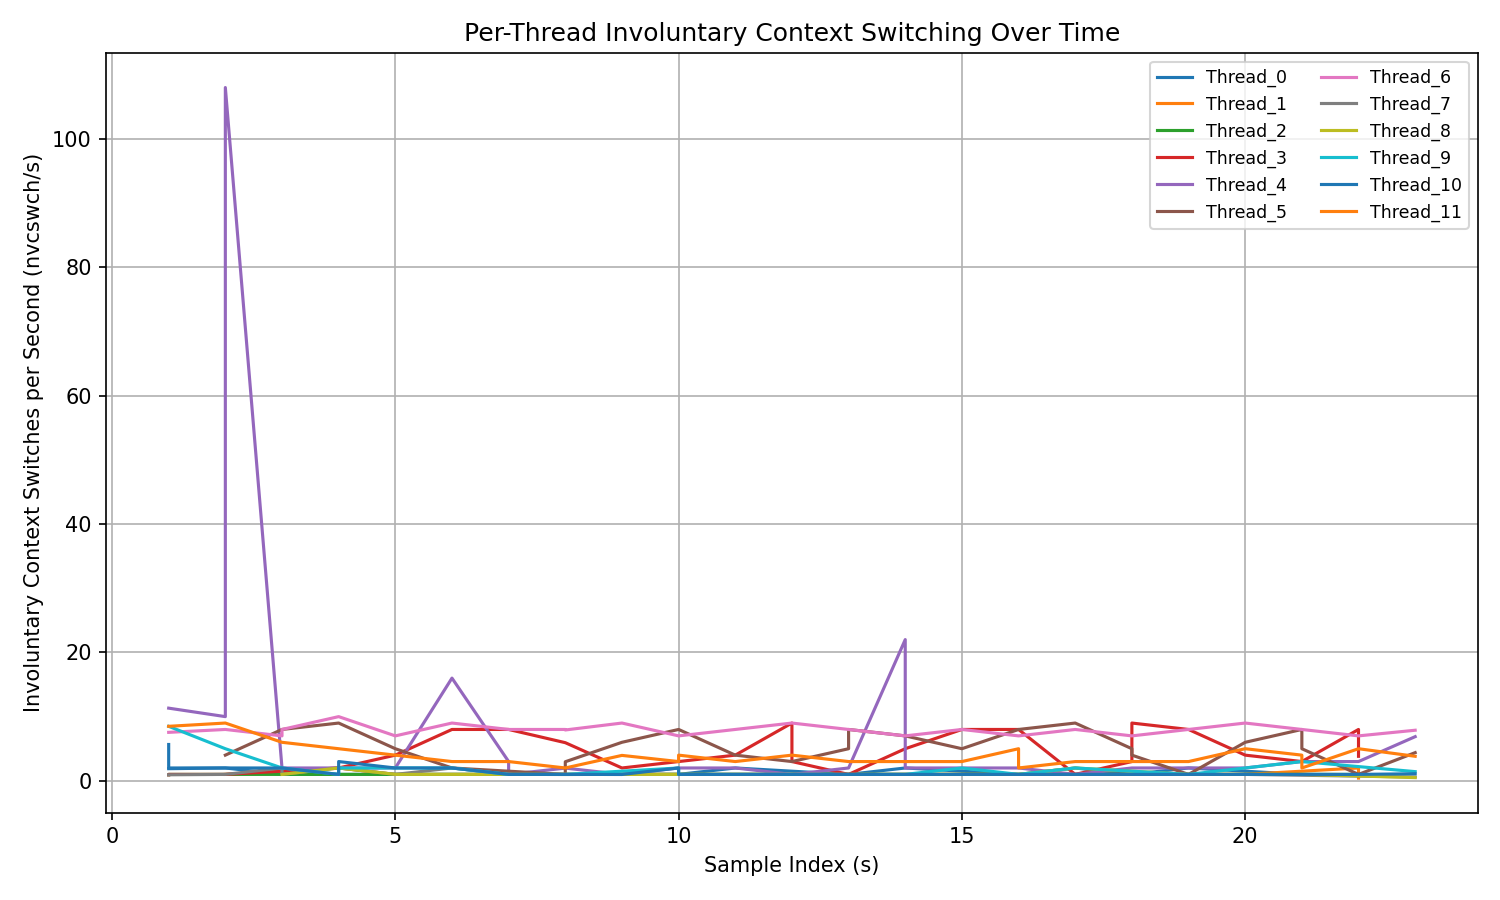 Per-Thread Involuntary Context Switching Over Time
Involuntary Context Switches per Second (nvcswch/s)
100
80
60
40
20
0
0
5
10
15
20
Sample Index (s)
Thread_0
Thread_1
Thread_2
Thread_3
Thread_4
Thread_5
Thread_6
Thread_7
Thread_8
Thread_9
Thread_10
Thread_11